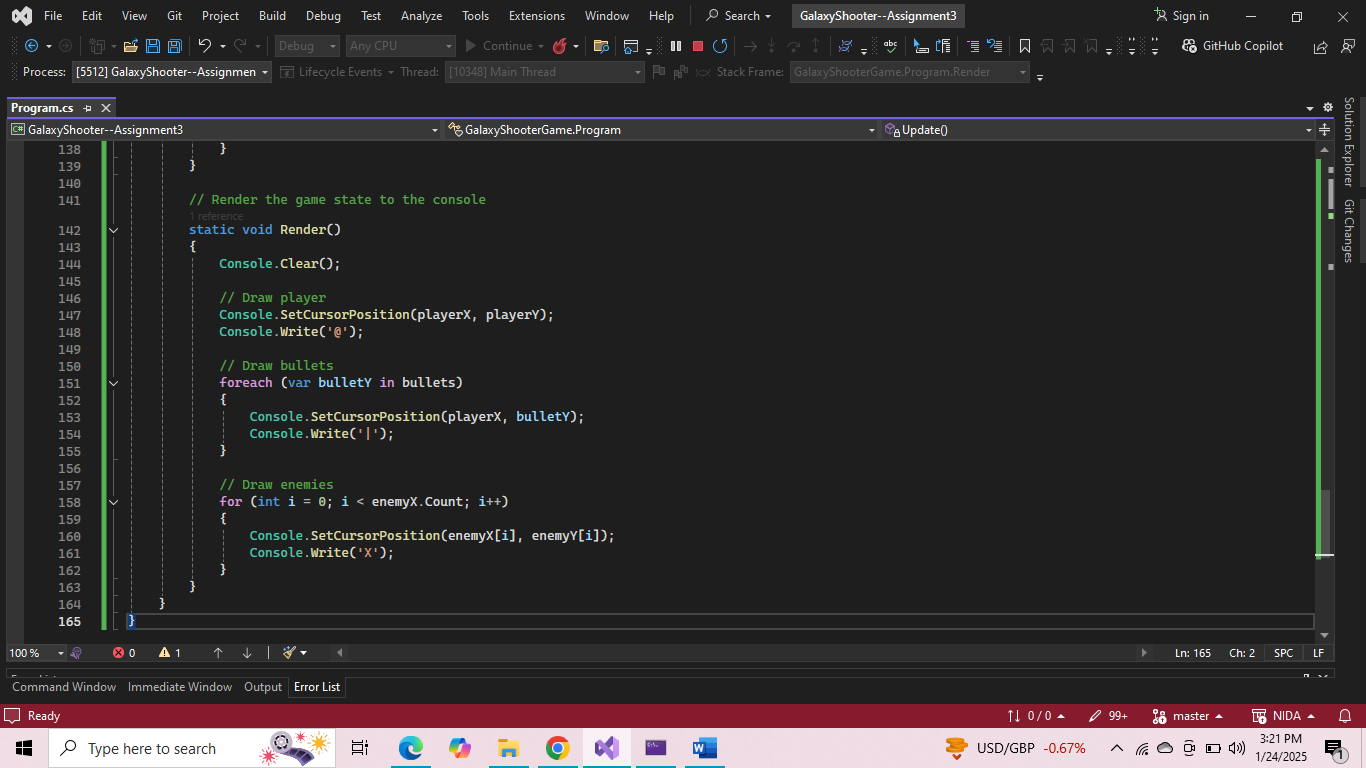 File Edit View Git Project Build Debug Test Analyze Tools Extensions Window Help Search GalaxyShooter--Assignment3 Sign in
Debug Any CPU Continue GitHub Copilot
Process: [5512] GalaxyShooter--Assignmen Lifecycle Events Thread: [10348] Main Thread Stack Frame: GalaxyShooterGame.Program.Render
Program.cs
GalaxyShooter--Assignment3 GalaxyShooterGame.Program Update()
138 }
139 }
140
141 // Render the game state to the console
1 reference
142 static void Render()
143 {
144 Console.Clear();
145
146 // Draw player
147 Console.SetCursorPosition(playerX, playerY);
148 Console.Write('@');
149
150 // Draw bullets
151 foreach (var bulletY in bullets)
152 {
153 Console.SetCursorPosition(playerX, bulletY);
154 Console.Write('|');
155 }
156
157 // Draw enemies
158 for (int i = 0; i < enemyX.Count; i++)
159 {
160 Console.SetCursorPosition(enemyX[i], enemyY[i]);
161 Console.Write('X');
162 }
163 }
164 }
165 }
Solution Explorer
Git Changes
100 % 0 1 Ln: 165 Ch: 2 SPC LF
Command Window Immediate Window Output Error List
Ready 0 / 0 99+ master NIDA
Type here to search USD/GBP -0.67% 3:21 PM
1/24/2025
1